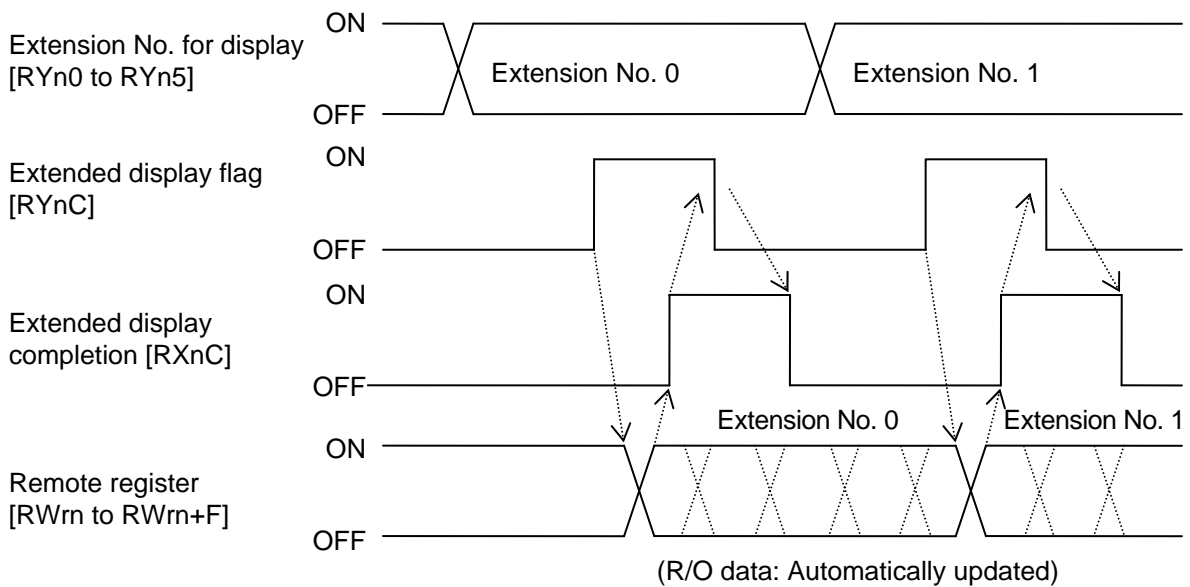 ON
Extension No. for display
[RYn0 to RYn5]
Extension No. 0
Extension No. 1
OFF
ON
Extended display flag
[RYnC]
OFF
ON
Extended display
completion [RXnC]
OFF
Extension No. 0
Extension No. 1
ON
Remote register
[RWrn to RWrn+F]
OFF
(R/O data: Automatically updated)